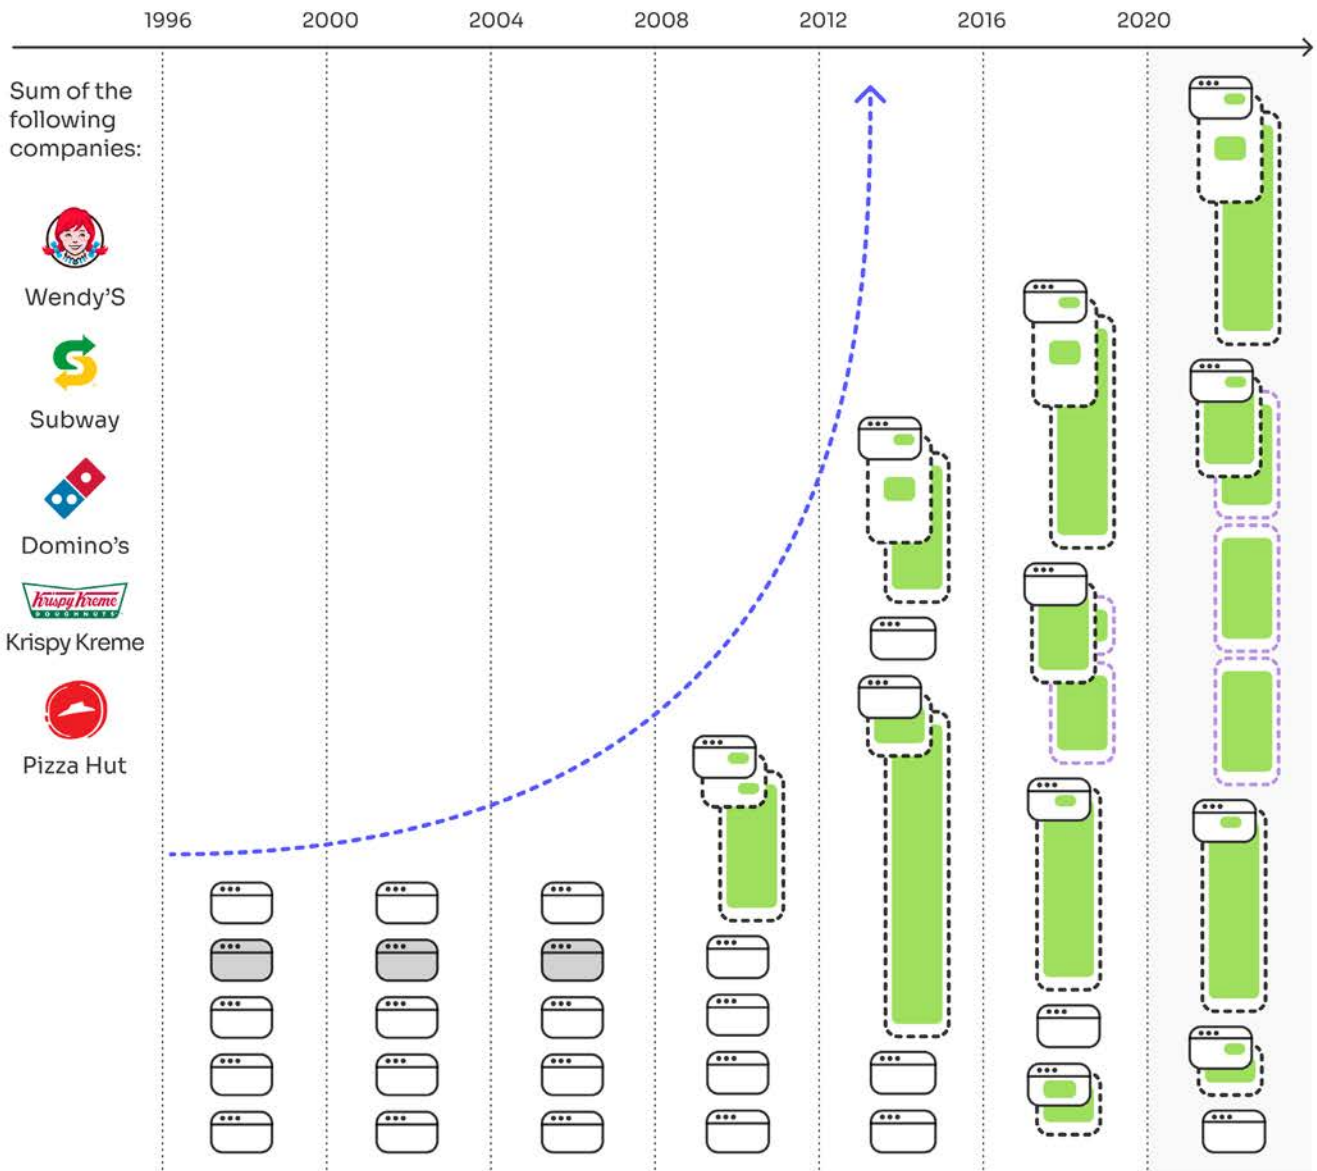 1996 2000 2004 2008 2012 2016 2020
Sum of the
following
companies:
Wendy'S
Subway
Domino's
Krispy Kreme
DOUGHNUTS
Krispy Kreme
Pizza Hut